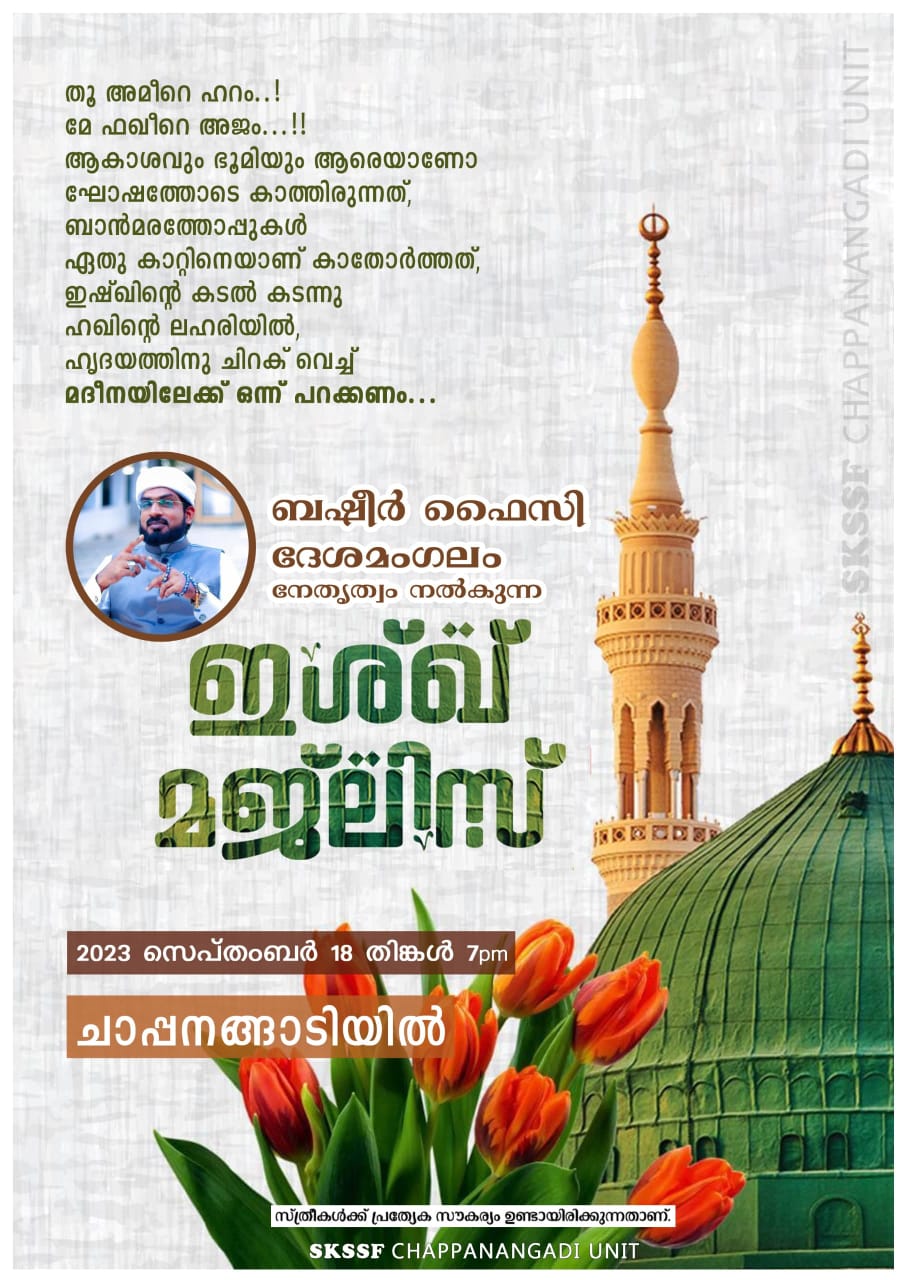 തൂ അമീറെ ഹറം..!
മേ ഫഖീറെ അജം...!!
ആകാശവും ഭൂമിയും ആരെയാണോ
ഘോഷത്തോടെ കാത്തിരുന്നത്,
ബാൻമരത്തോപ്പുകൾ
ഏതു കാറ്റിനെയാണ് കാതോർത്തത്,
ഇഷ്ഖിന്റെ കടൽ കടന്നു
ഹഖിന്റെ ലഹരിയിൽ,
ഹൃദയത്തിനു ചിറക് വെച്ച്
മദീനയിലേക്ക് ഒന്ന് പറക്കണം...
SKSSF CHAPPANANGADI UNIT
ബഷീർ ഫൈസി
ദേശമംഗലം
നേതൃത്വം നൽകുന്ന
ഇശ്ഖ്
മജ്ലിസ്
2023 സെപ്തംബർ 18 തിങ്കൾ 7pm
ചാപ്പനങ്ങാടിയിൽ
സ്ത്രീകൾക്ക് പ്രത്യേക സൗകര്യം ഉണ്ടായിരിക്കുന്നതാണ്.
SKSSF CHAPPANANGADI UNIT